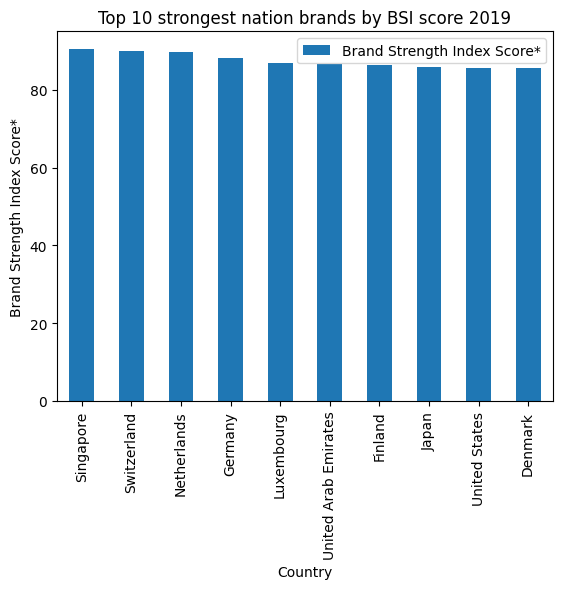 Top 10 strongest nation brands by BSI score 2019
Brand Strength Index Score*
Brand Strength Index Score*
80
60
40
20
0
Singapore
Switzerland
Netherlands
Germany
Luxembourg
United Arab Emirates
Finland
Japan
United States
Denmark
Country